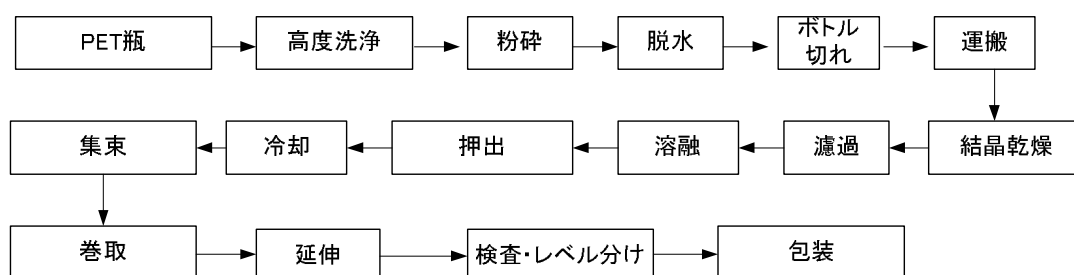 PET瓶
高度洗浄
粉砕
脱水
ボトル
切れ
運搬
結晶乾燥
濾過
溶融
押出
冷却
集束
巻取
延伸
検査・レベル分け
包装